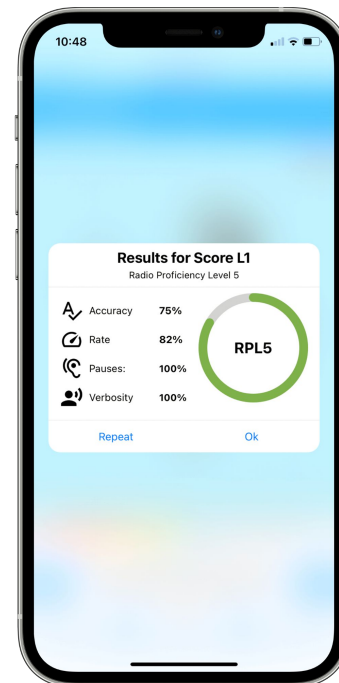 10:48
Results for Score L1
Radio Proficiency Level 5
Accuracy 75%
Rate 82%
Pauses: 100%
Verbosity 100%
RPL5
Repeat Ok